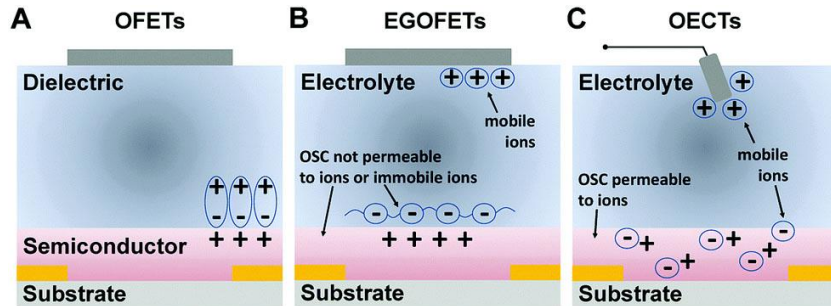 A OFETs
Dielectric
+ + +
- - -
+ + +
Semiconductor
Substrate
B EGOFETs
Electrolyte
+ + +
mobile
ions
OSC not permeable
to ions or immobile ions
- - - -
+ + + +
Substrate
C OECTs
Electrolyte
+
+ +
mobile
ions
OSC permeable
to ions
-
- + - + +
- + - +
Substrate